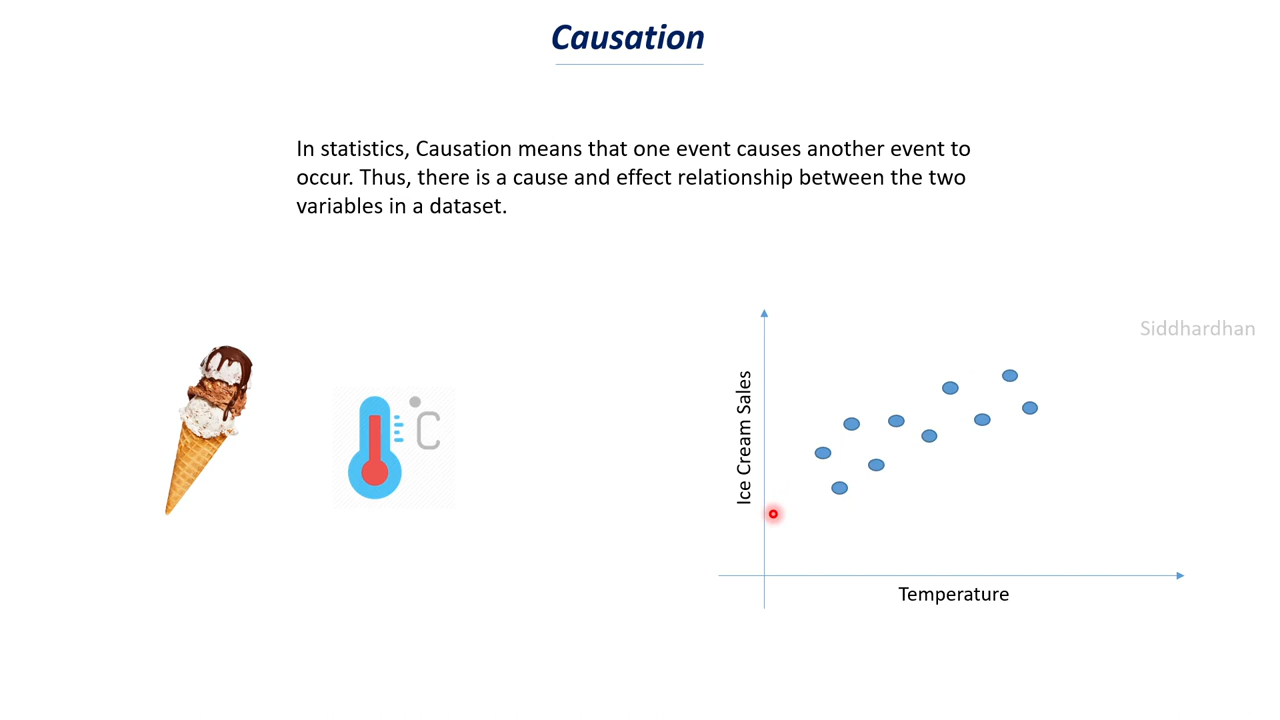 Causation
In statistics, Causation means that one event causes another event to
occur. Thus, there is a cause and effect relationship between the two
variables in a dataset.
Siddhardhan
°C
Ice Cream Sales
Temperature